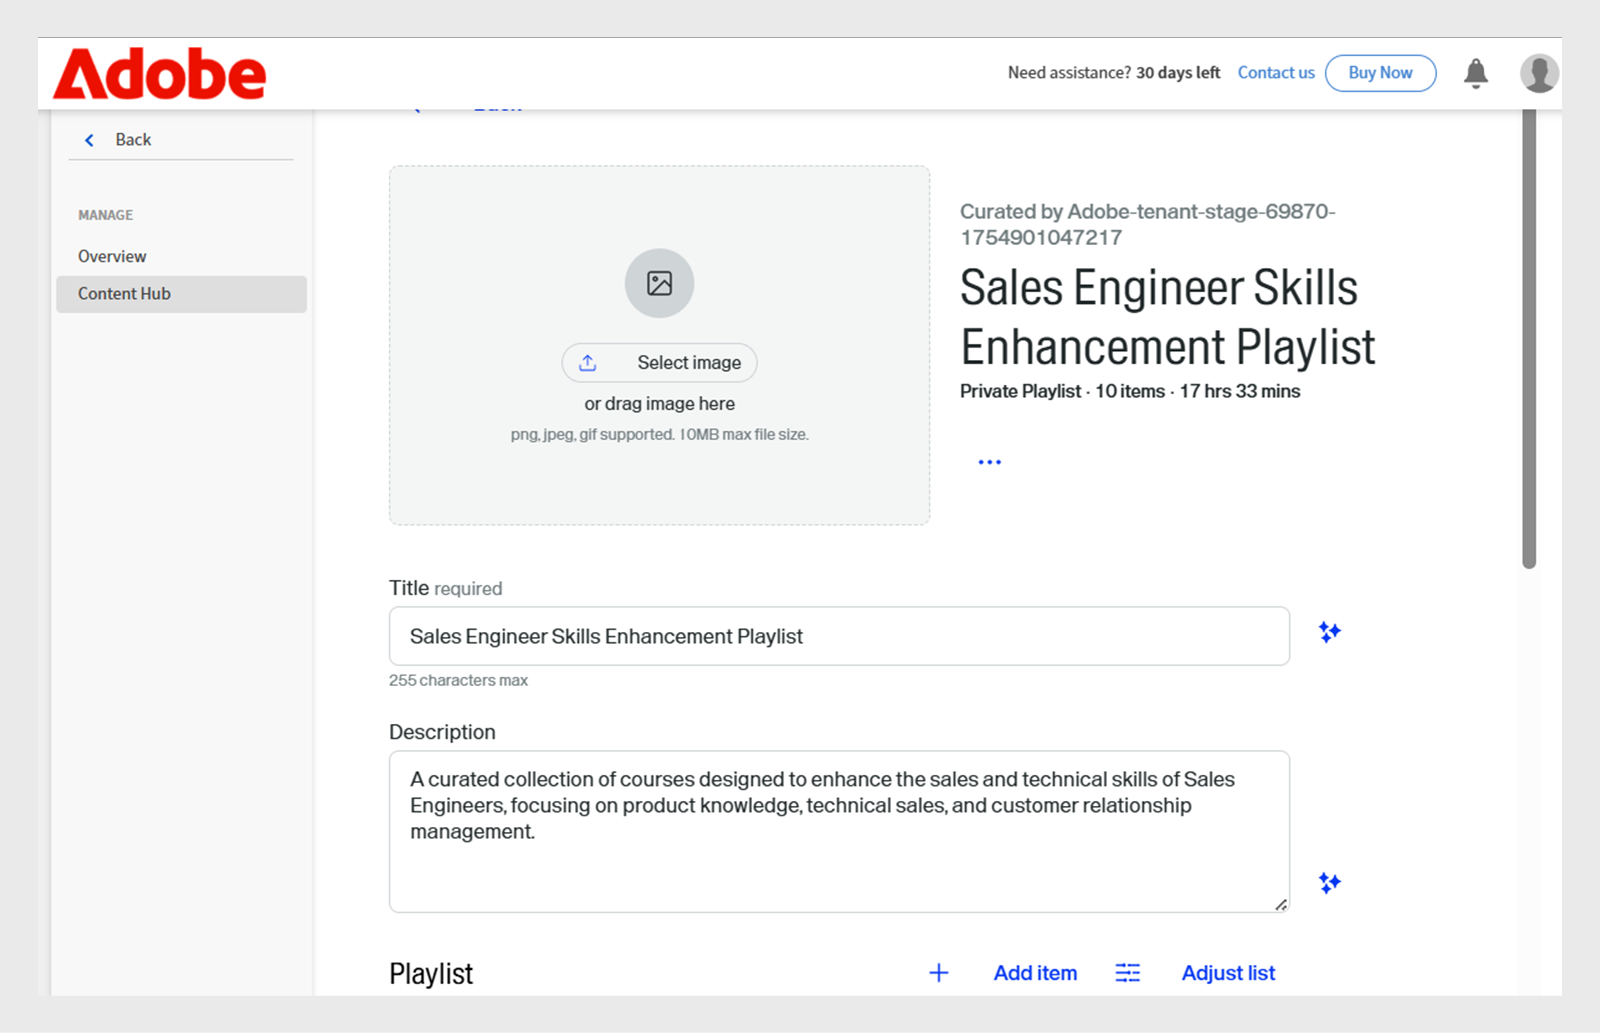 Adobe
Need assistance? 30 days left Contact us Buy Now
Back
Back
MANAGE
Overview
Content Hub
Select image
or drag image here
png, jpeg, gif supported. 10MB max file size.
Curated by Adobe-tenant-stage-69870-
1754901047217
Sales Engineer Skills
Enhancement Playlist
Private Playlist · 10 items · 17 hrs 33 mins
Title required
Sales Engineer Skills Enhancement Playlist
255 characters max
Description
A curated collection of courses designed to enhance the sales and technical skills of Sales
Engineers, focusing on product knowledge, technical sales, and customer relationship
management.
Playlist
Add item
Adjust list